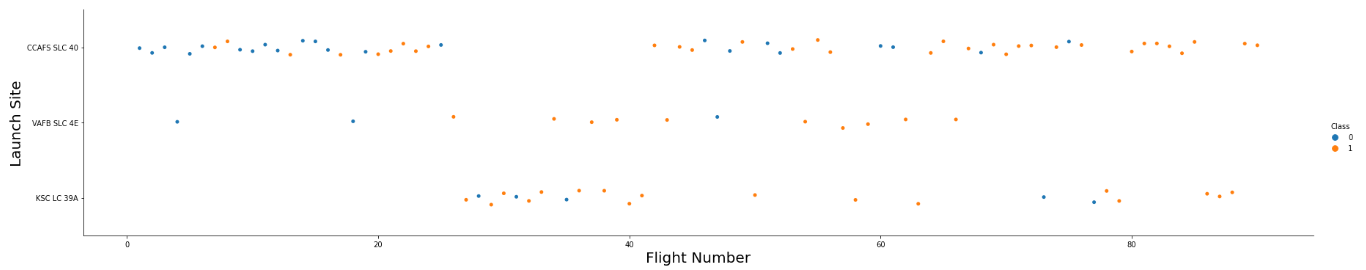 CCAFS SLC 40
VAFB SLC 4E
KSC LC 39A
Launch Site
0 20 40 60 80
Flight Number
Class
0
1